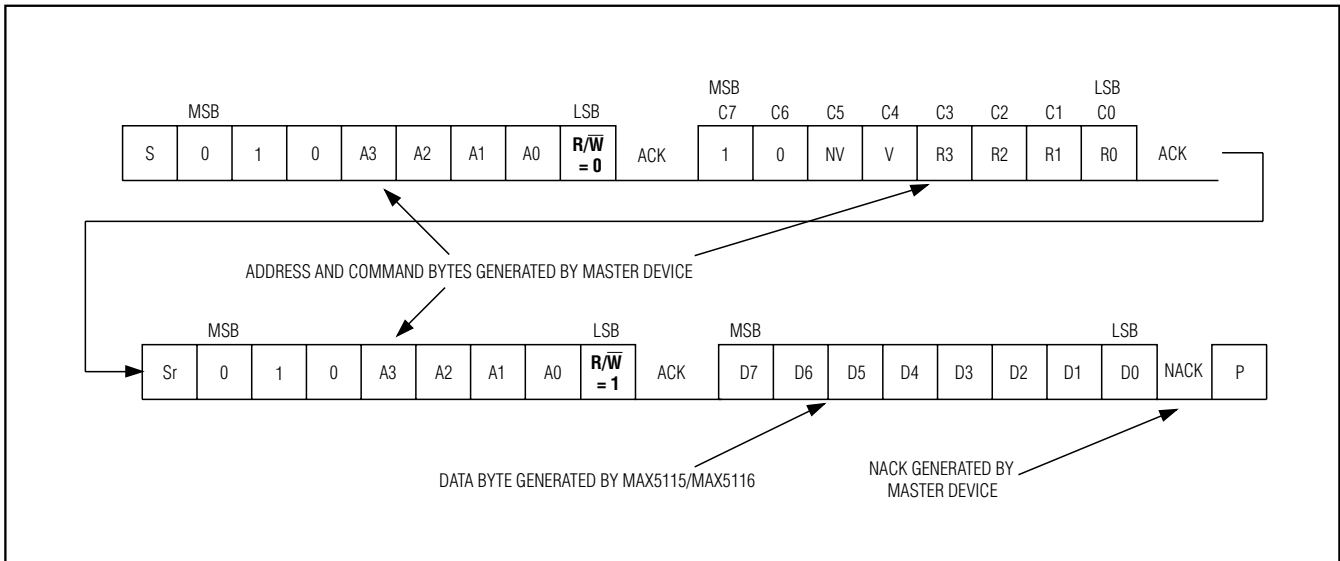 MSB LSB
MSB C7 C6 C5 C4 C3 C2 C1 C0
S 0 1 0 A3 A2 A1 A0 R/W̅ = 0 ACK 1 0 NV V R3 R2 R1 R0 ACK
ADDRESS AND COMMAND BYTES GENERATED BY MASTER DEVICE
MSB LSB MSB LSB
Sr 0 1 0 A3 A2 A1 A0 R/W̅ = 1 ACK D7 D6 D5 D4 D3 D2 D1 D0 NACK P
DATA BYTE GENERATED BY MAX5115/MAX5116
NACK GENERATED BY
MASTER DEVICE